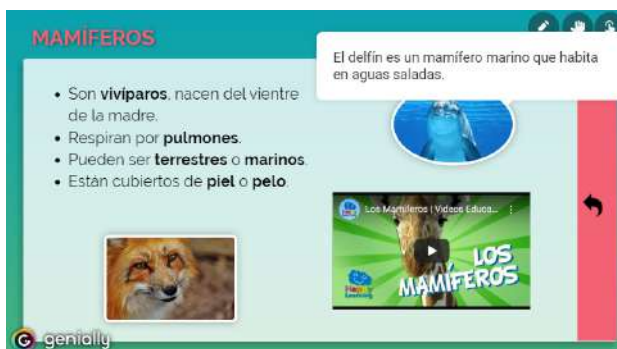 MAMÍFEROS
El delfín es un mamífero marino que habita
en aguas saladas.
• Son vivíparos, nacen del vientre
de la madre.
• Respiran por pulmones.
• Pueden ser terrestres o marinos.
• Están cubiertos de piel o pelo.
Los Mamíferos | Videos Educa...
LOS
MAMÍFEROS
Happy
Learning
genially